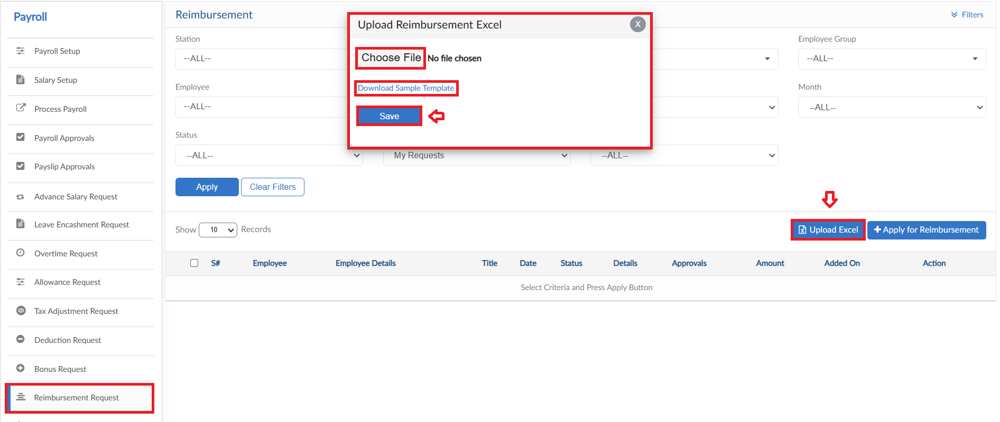 Payroll
Payroll Setup
Salary Setup
Process Payroll
Payroll Approvals
Payslip Approvals
Advance Salary Request
Leave Encashment Request
Overtime Request
Allowance Request
Tax Adjustment Request
Deduction Request
Bonus Request
Reimbursement Request
Reimbursement
Filters
Upload Reimbursement Excel
X
Choose File No file chosen
Download Sample Template
Save
Station
--ALL--
Employee Group
--ALL--
Employee
--ALL--
Month
--ALL--
Status
--ALL--
My Requests
--ALL--
Apply
Clear Filters
Show 10 Records
Upload Excel
Apply for Reimbursement
S# Employee Employee Details Title Date Status Details Approvals Amount Added On Action
Select Criteria and Press Apply Button